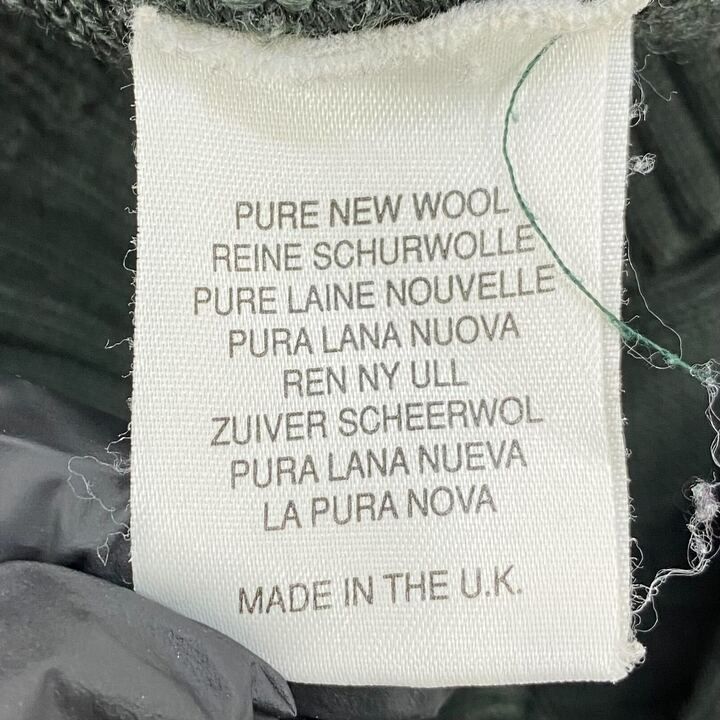 PURE NEW WOOL
REINE SCHURWOLLE
PURE LAINE NOUVELLE
PURA LANA NUOVA
REN NY ULL
ZUIVER SCHEERWOL
PURA LANA NUEVA
LA PURA NOVA
MADE IN THE U.K.